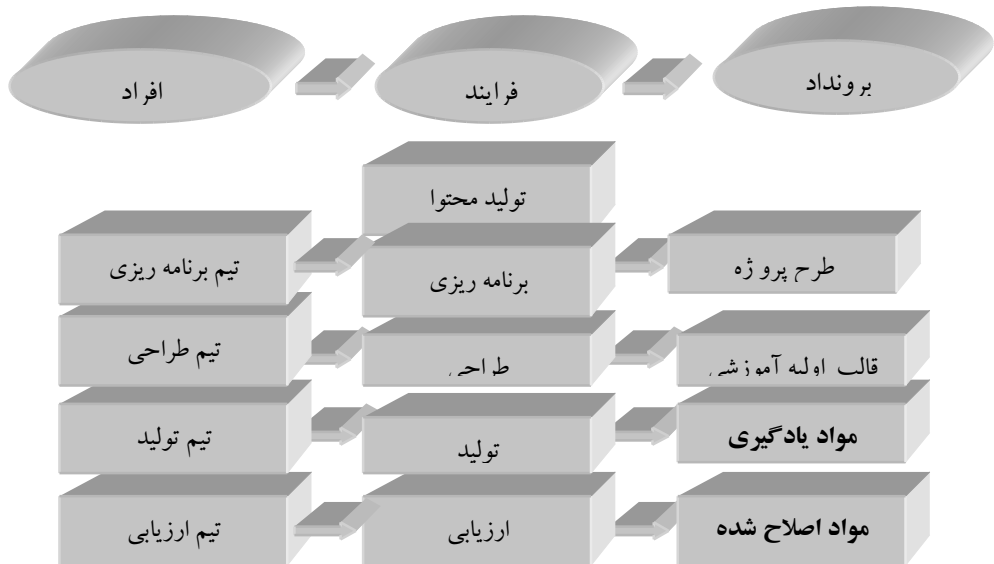 افراد
فرایند
برونداد
تولید محتوا
تیم برنامه ریزی
برنامه ریزی
طرح پروژه
تیم طراحی
طراحی
قالب اولیه آموزشی
تیم تولید
تولید
مواد یادگیری
تیم ارزیابی
ارزیابی
مواد اصلاح شده